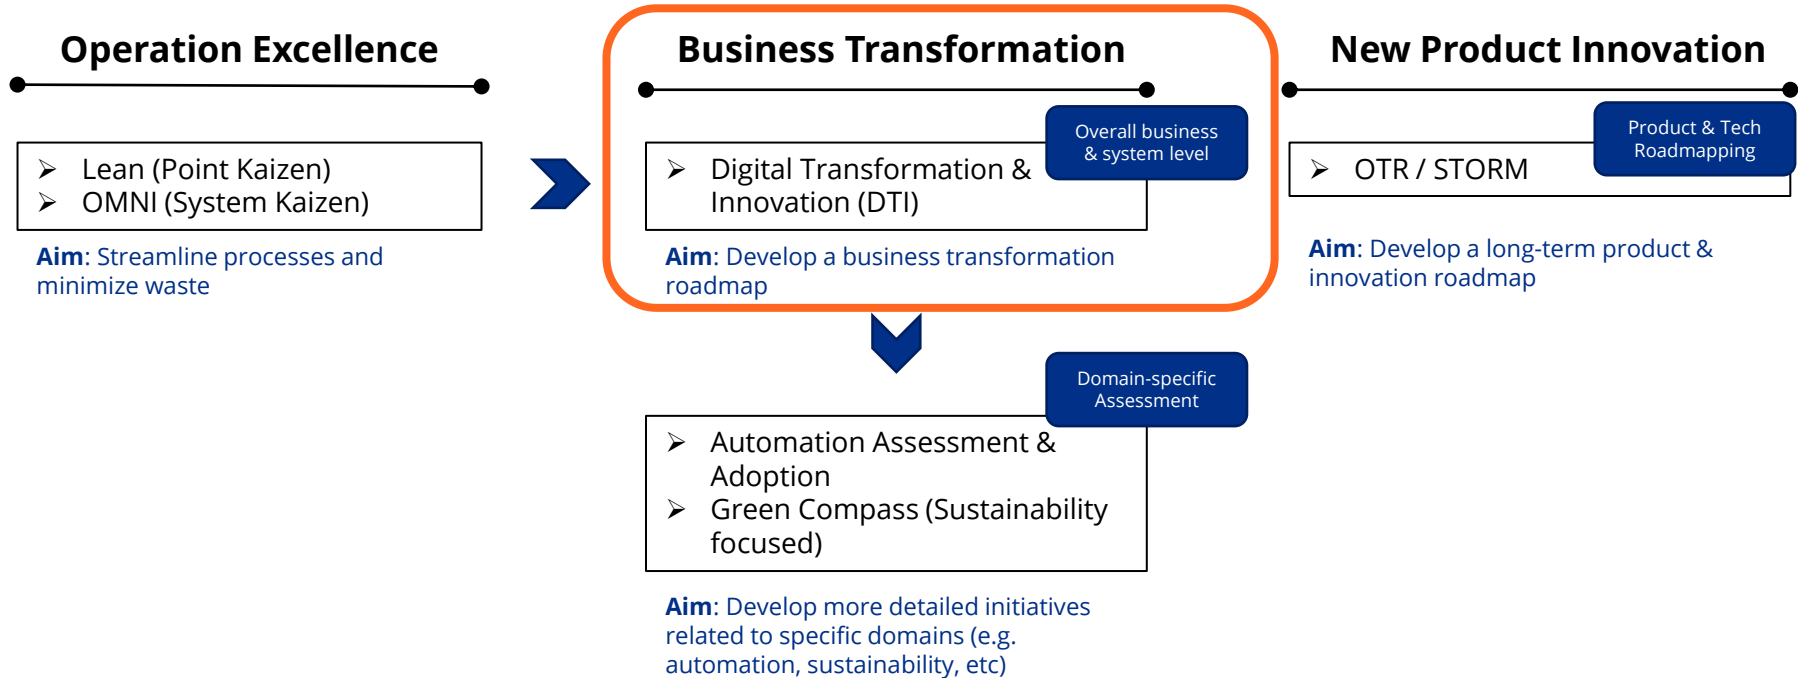 Operation Excellence
➢ Lean (Point Kaizen)
➢ OMNI (System Kaizen)
Aim: Streamline processes and
minimize waste
Business Transformation
Overall business
& system level
➢ Digital Transformation &
Innovation (DTI)
Aim: Develop a business transformation
roadmap
Domain-specific
Assessment
➢ Automation Assessment &
Adoption
➢ Green Compass (Sustainability
focused)
Aim: Develop more detailed initiatives
related to specific domains (e.g.
automation, sustainability, etc)
New Product Innovation
Product & Tech
Roadmapping
➢ OTR / STORM
Aim: Develop a long-term product &
innovation roadmap